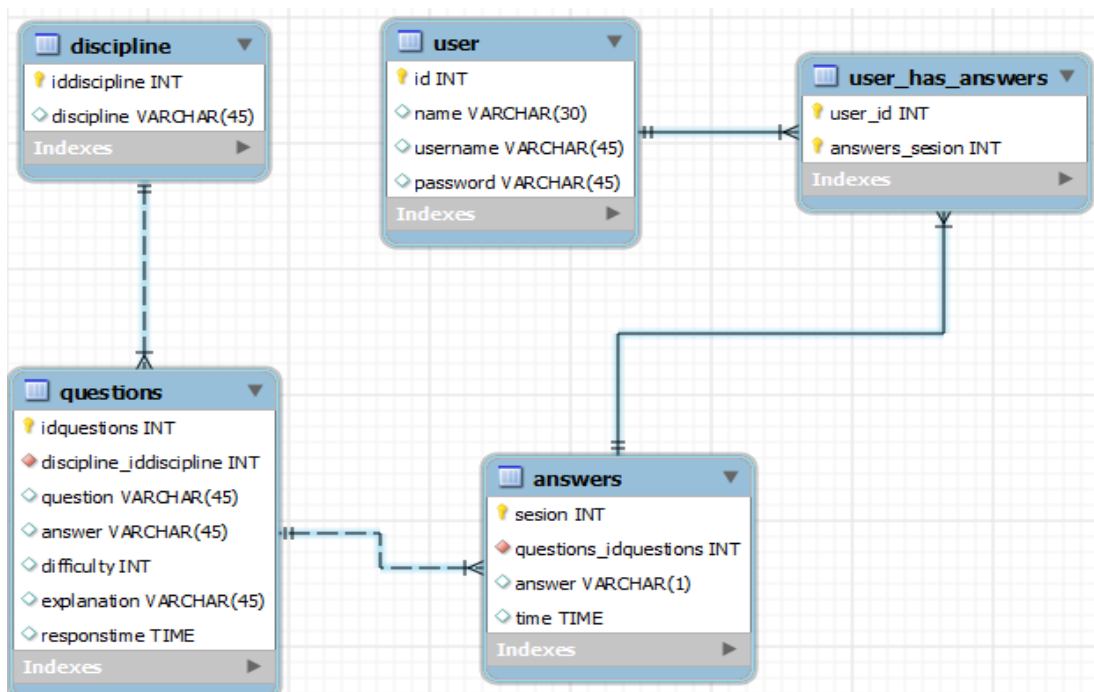 discipline
iddiscipline INT
discipline VARCHAR(45)
Indexes
user
id INT
name VARCHAR(30)
username VARCHAR(45)
password VARCHAR(45)
Indexes
user_has_answers
user_id INT
answers_sesion INT
Indexes
questions
idquestions INT
discipline_iddiscipline INT
question VARCHAR(45)
answer VARCHAR(45)
difficulty INT
explanation VARCHAR(45)
responstime TIME
Indexes
answers
sesion INT
questions_idquestions INT
answer VARCHAR(1)
time TIME
Indexes